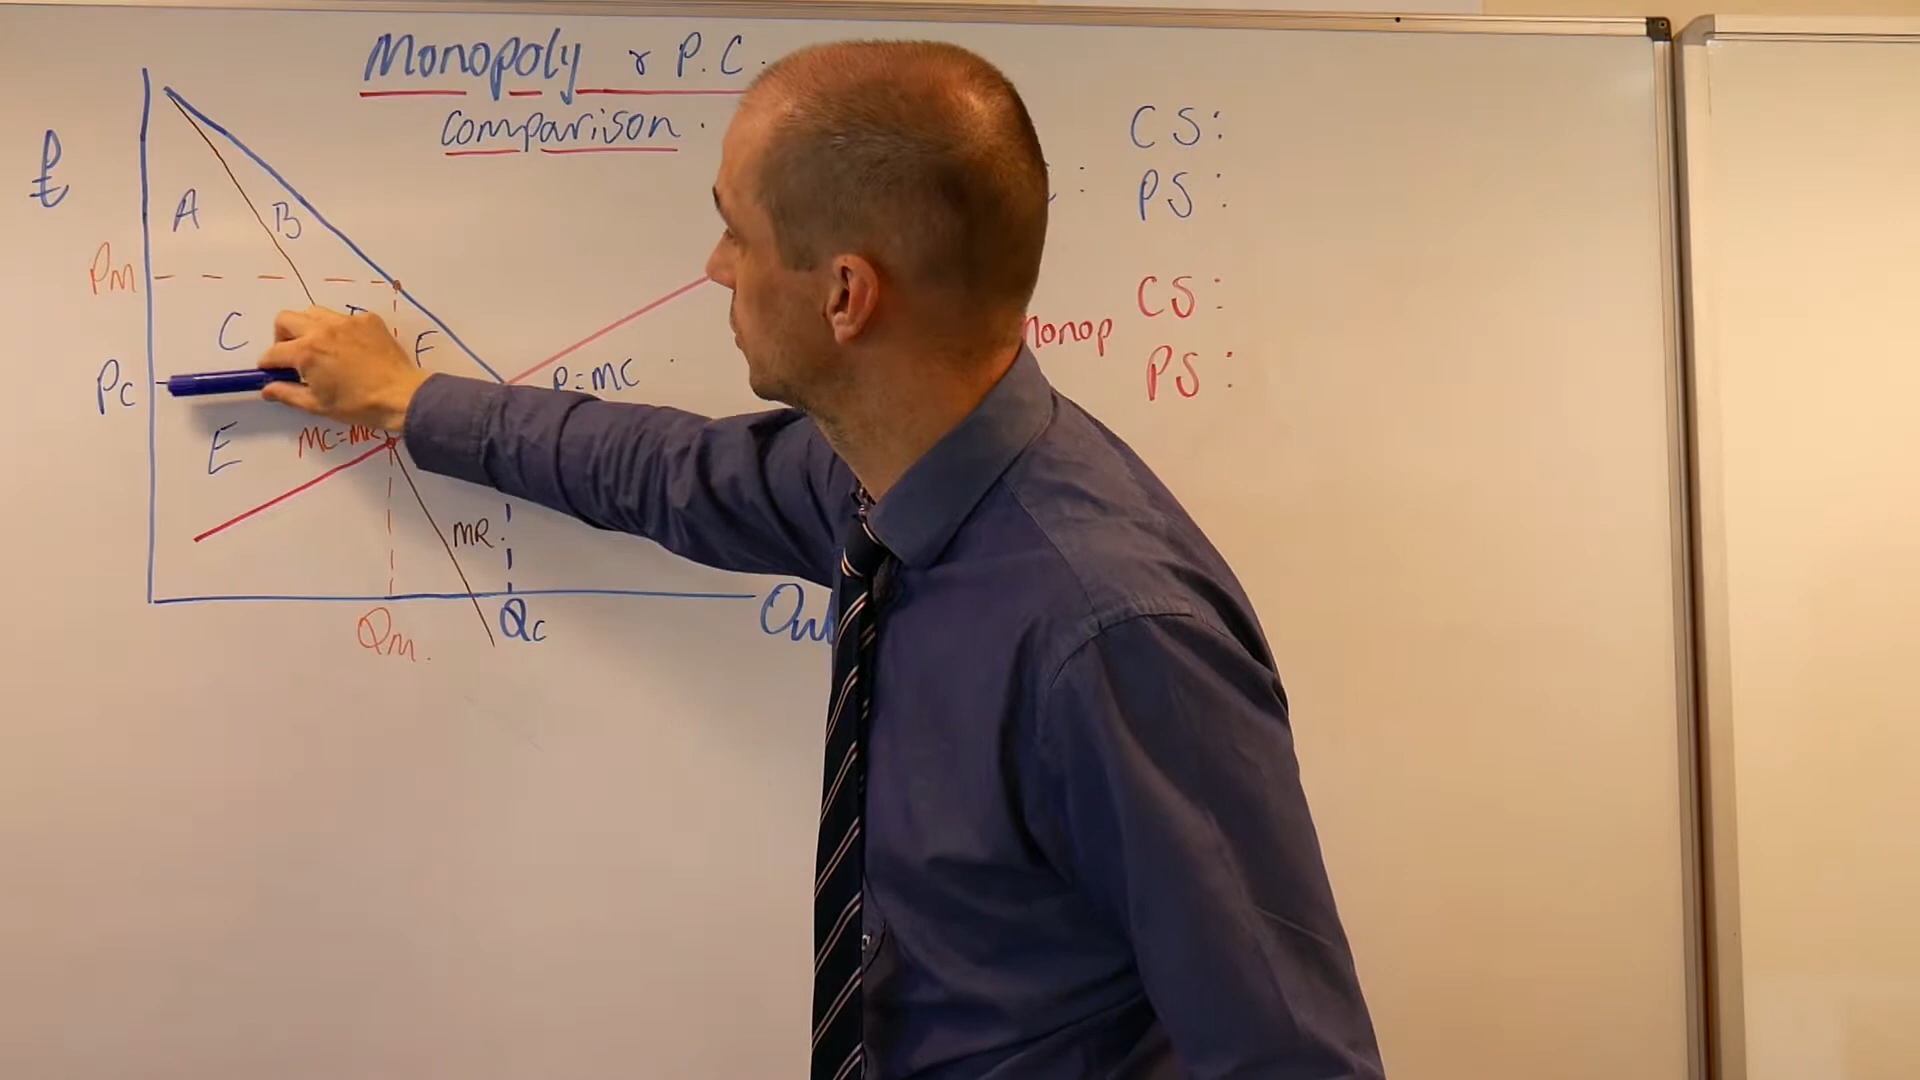 Monopoly & P.C.
Comparison.
£
A
B
PM
C
F
PC
E
MC=MR
P=MC
MR.
QM.
QC
CS:
PS:
CS:
Monop
PS: